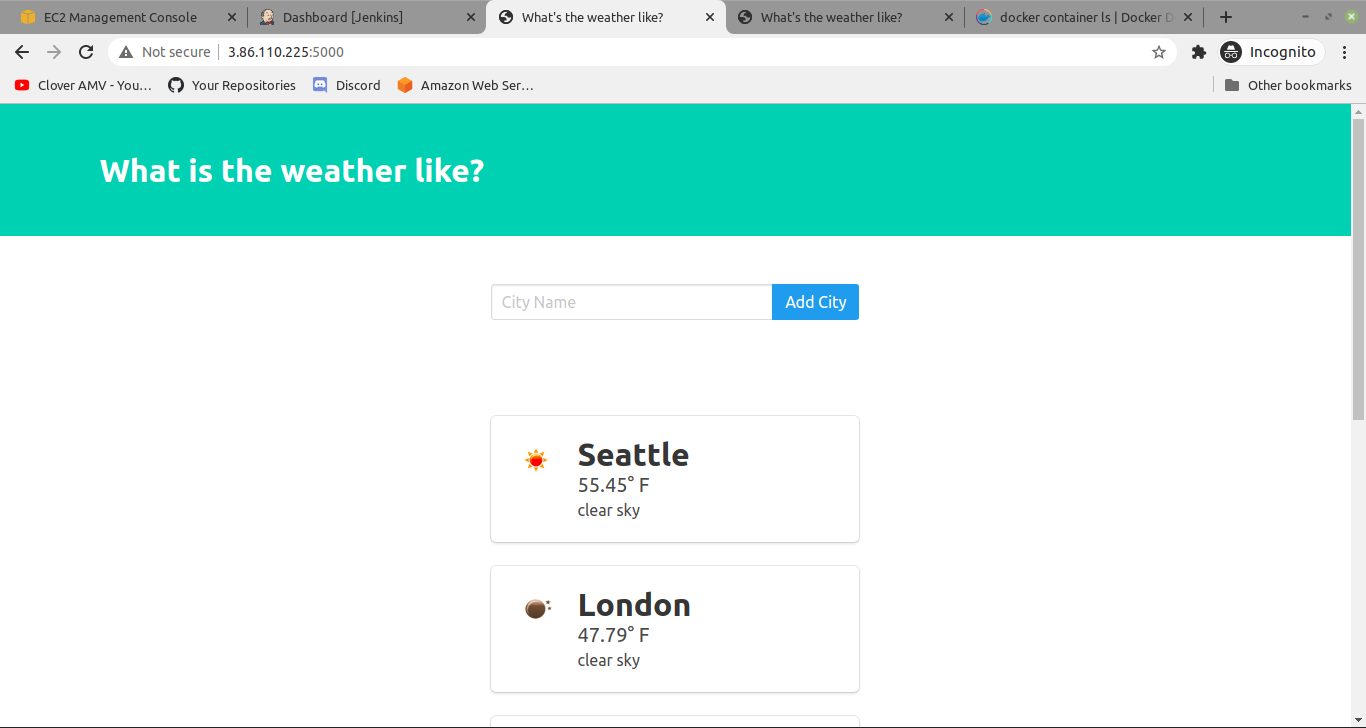 EC2 Management Console
Dashboard [Jenkins]
What's the weather like?
What's the weather like?
docker container ls | Docker D
Not secure
3.86.110.225:5000
Incognito
Clover AMV - You…
Your Repositories
Discord
Amazon Web Ser…
Other bookmarks
What is the weather like?
City Name
Add City
Seattle
55.45° F
clear sky
London
47.79° F
clear sky